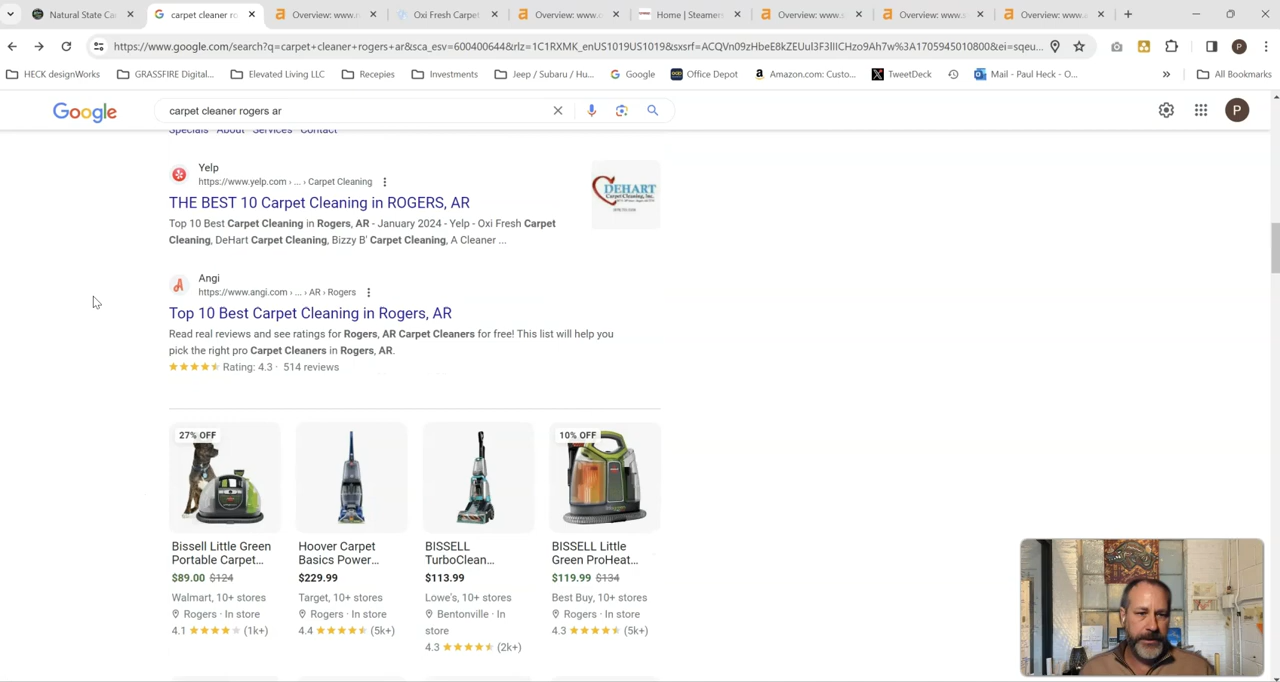 Natural State Ca
carpet cleaner ro
Overview: www.n
Oxi Fresh Carpet
Overview: www.c
Home | Steamer
Overview: www.s
Overview: www.
Overview: www.
https://www.google.com/search?q=carpet+cleaner+rogers+ar&sca_esv=600400644&rlz=1C1RXMK_enUS1019US1019&sxsrf=ACQVn09zHbeE8kZEUuI3F3lIICHzo9Ah7w%3A1705945010800&ei=sqeu...
HECK designWorks
GRASSFIRE Digital...
Elevated Living LLC
Recepies
Investments
Jeep / Subaru / Hu...
Google
Office Depot
Amazon.com: Custo...
TweetDeck
Mail - Paul Heck - O...
»
All Bookmarks
Google
carpet cleaner rogers ar
P
Specials About Services Contact
Yelp
https://www.yelp.com › ... › Carpet Cleaning
THE BEST 10 Carpet Cleaning in ROGERS, AR
Top 10 Best Carpet Cleaning in Rogers, AR - January 2024 - Yelp - Oxi Fresh Carpet
Cleaning, DeHart Carpet Cleaning, Bizzy B' Carpet Cleaning, A Cleaner ...
DEHART
Angi
https://www.angi.com › ... › AR › Rogers
Top 10 Best Carpet Cleaning in Rogers, AR
Read real reviews and see ratings for Rogers, AR Carpet Cleaners for free! This list will help you
pick the right pro Carpet Cleaners in Rogers, AR.
Rating: 4.3 · 514 reviews
27% OFF
10% OFF
Bissell Little Green
Portable Carpet...
$89.00 $124
Walmart, 10+ stores
Rogers · In store
4.1 (1k+)
Hoover Carpet
Basics Power...
$229.99
Target, 10+ stores
Rogers · In store
4.4 (5k+)
BISSELL
TurboClean...
$113.99
Lowe's, 10+ stores
Bentonville · In
store
4.3 (2k+)
BISSELL Little
Green ProHeat...
$119.99 $134
Best Buy, 10+ stores
Rogers · In store
4.3 (5k+)